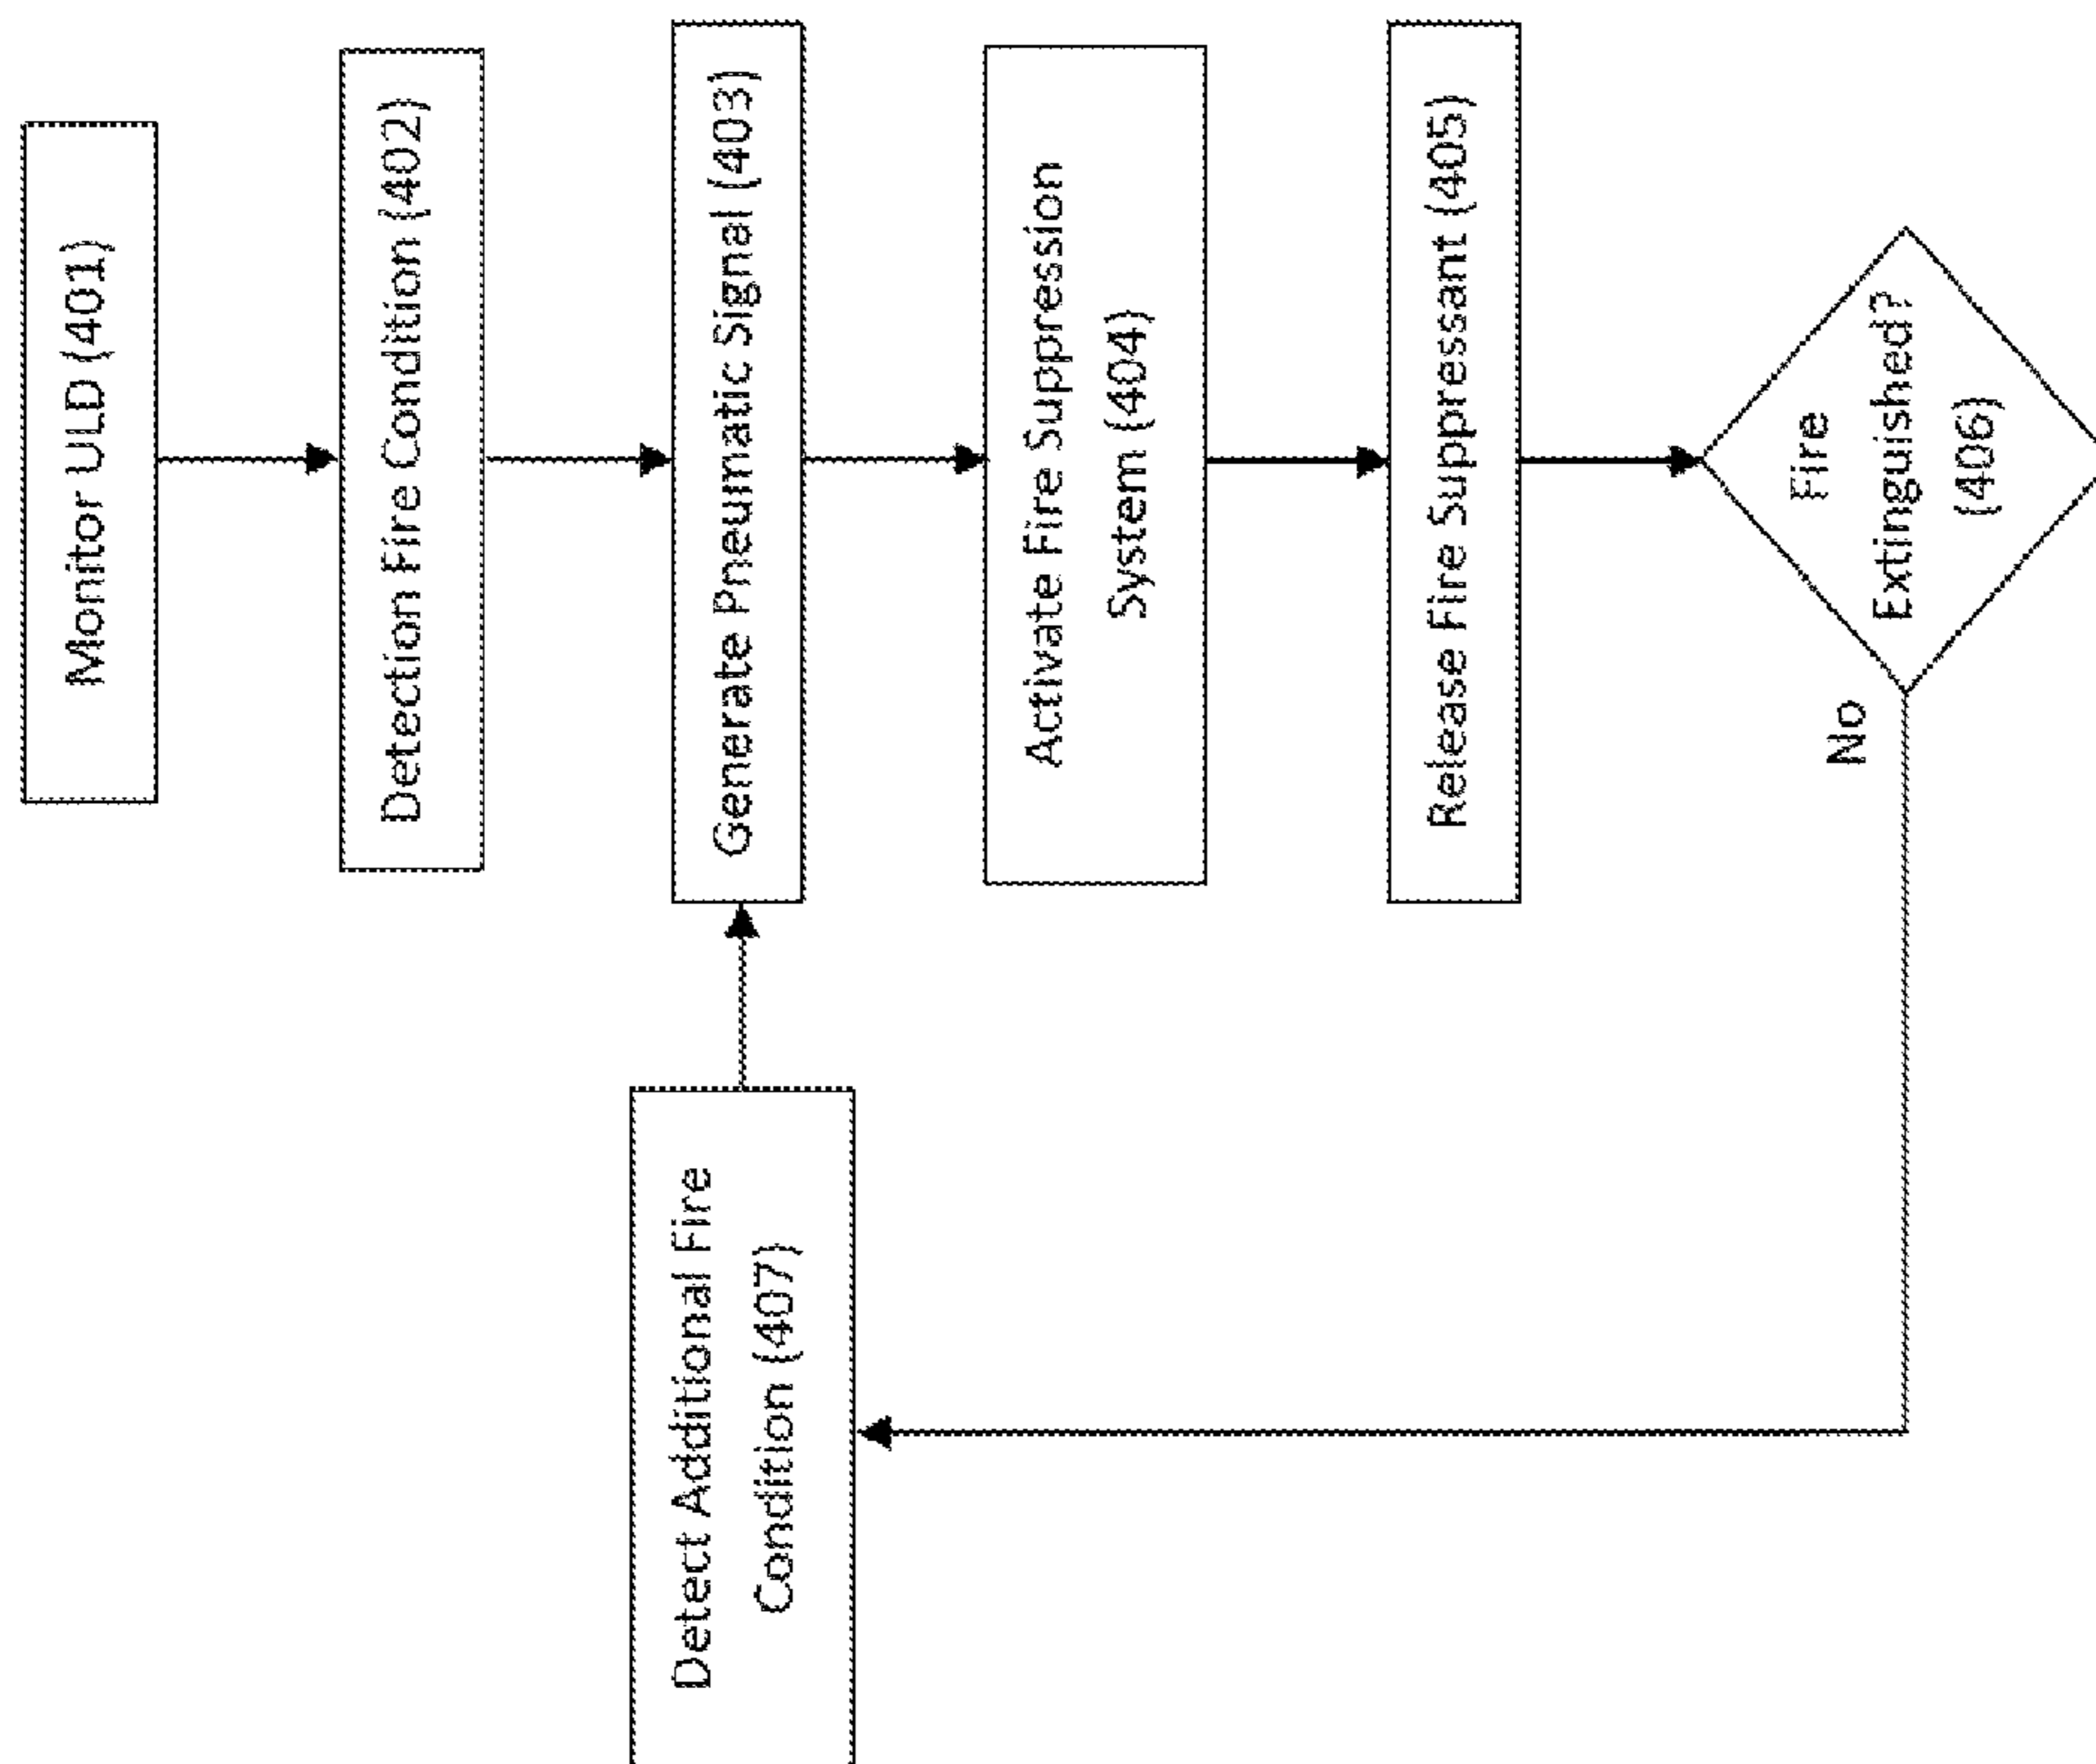 Monitor ULD (401)
Detection Fire Condition (402)
Generate Pneumatic Signal (403)
Activate Fire Suppression
System (404)
Release Fire Suppressant (405)
Fire
Extinguished?
(406)
No
Detect Additional Fire
Condition (407)